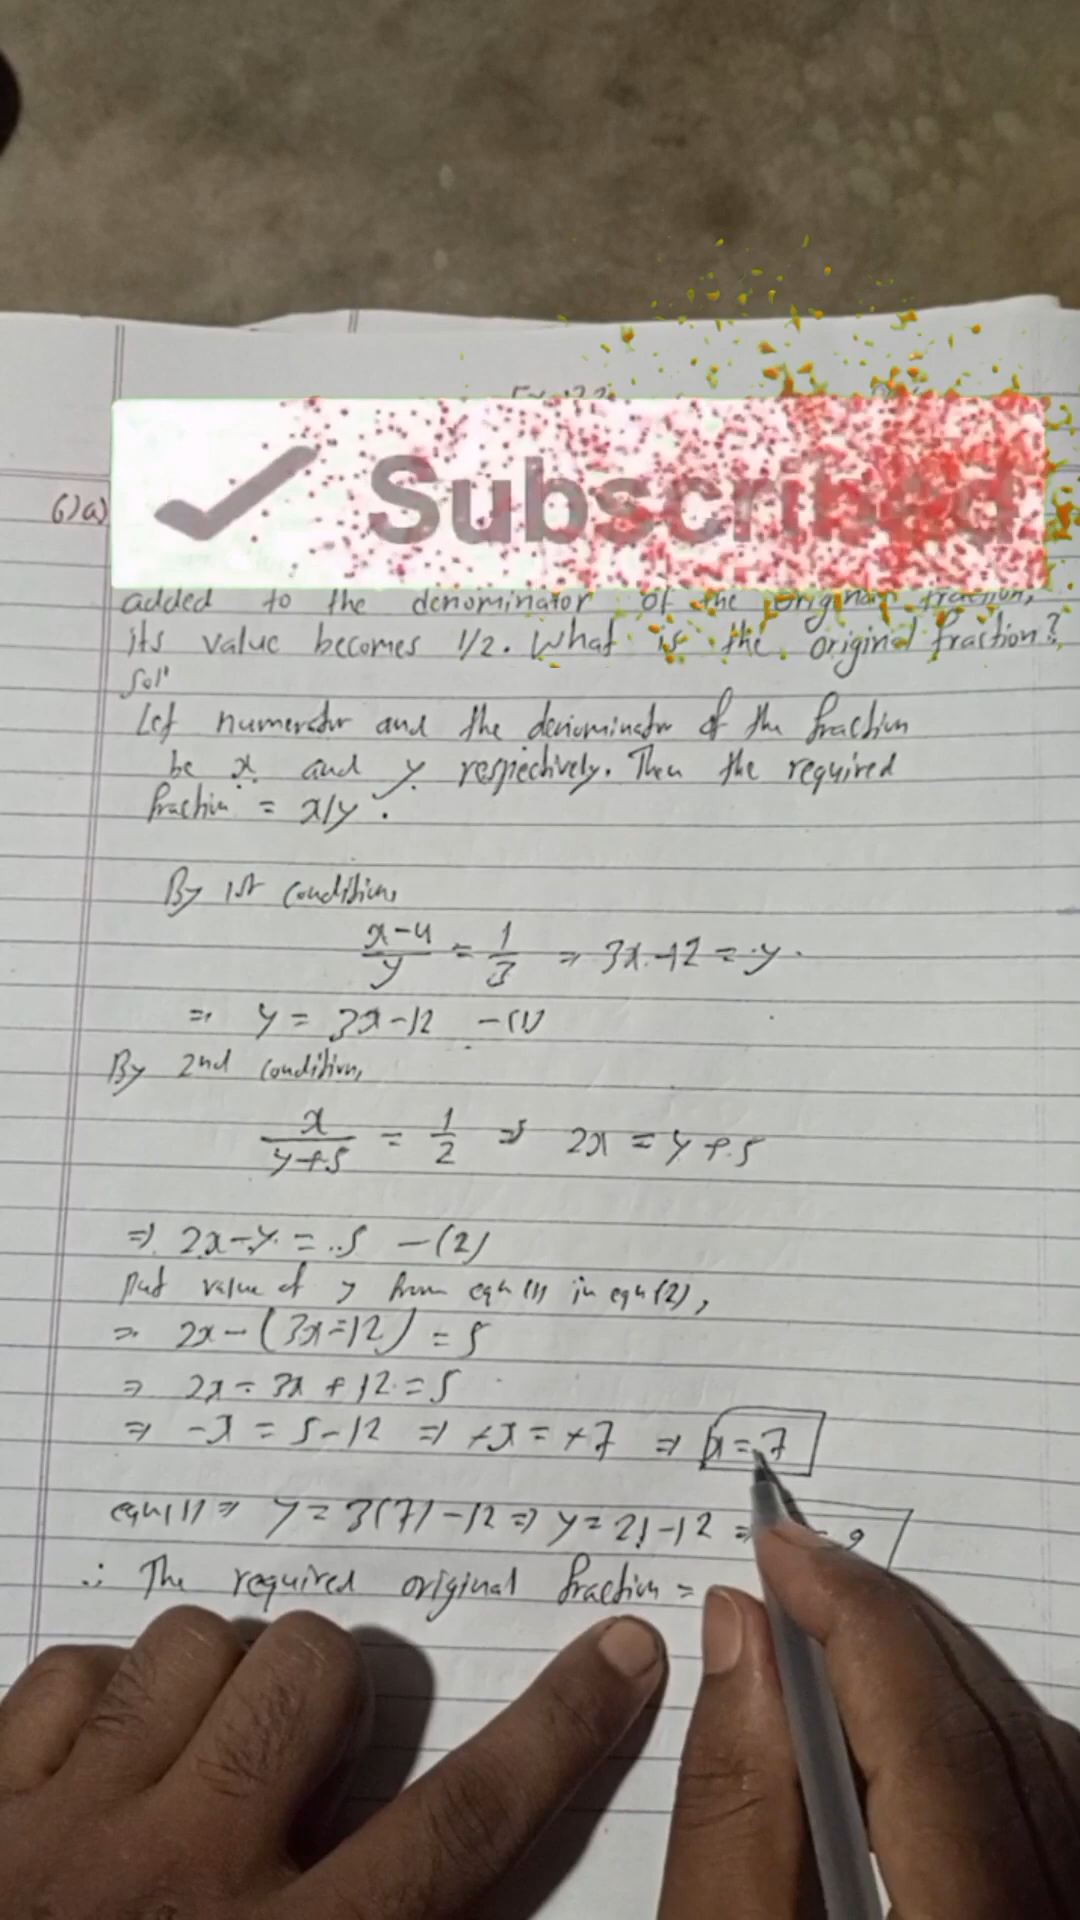 6)a)
Subscribed
added to the denominator of the original fraction,
its value becomes 1/2. What is the original fraction?
Solⁿ
Let numerator and the denominator of the fraction
be x and y respectively. Then the required
fraction = x/y.
By 1st condition,
x-4/y = 1/3 ⇒ 3x-12 = y.
⇒ y = 3x-12 -(1)
By 2nd condition,
x/y+5 = 1/2 ⇒ 2x = y+5
⇒ 2x-y = 5 -(2)
Put value of y from eqn(1) in eqn(2),
⇒ 2x-(3x-12) = 5
⇒ 2x-3x+12 = 5
⇒ -x = 5-12 ⇒ +x = +7 ⇒ x = 7
eqn(1) ⇒ y = 3(7)-12 ⇒ y = 21-12 ⇒ 9
∴ The required original fraction =